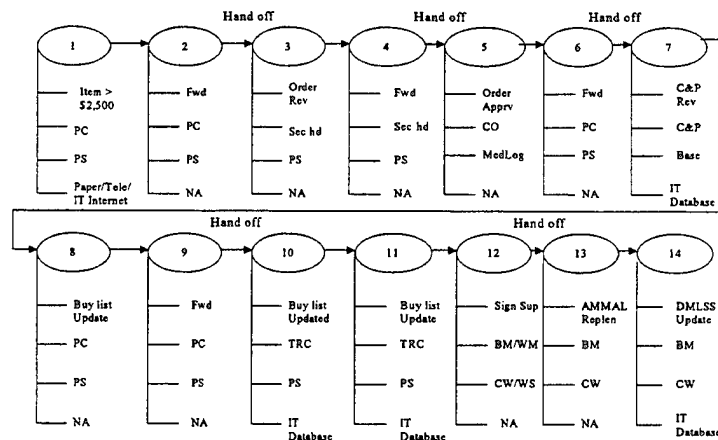 Hand off Hand off Hand off
1 2 3 4 5 6 7
Item > Fwd Order Fwd Order Fwd C&P
$2,500 Rev Apprv Rev
PC PC Sec hd Sec hd CO PC C&P
PS PS PS PS MedLog PS Base
Paper/Tele/ NA NA NA NA NA IT
IT Internet Database
Hand off Hand off
8 9 10 11 12 13 14
Buy list Fwd Buy list Buy list Sign Sup AMMAL DMLSS
Update Updated Update Replen Update
PC PC TRC TRC BM/WM BM BM
PS PS PS PS CW/WS CW CW
NA NA IT IT NA NA IT
Database Database Database